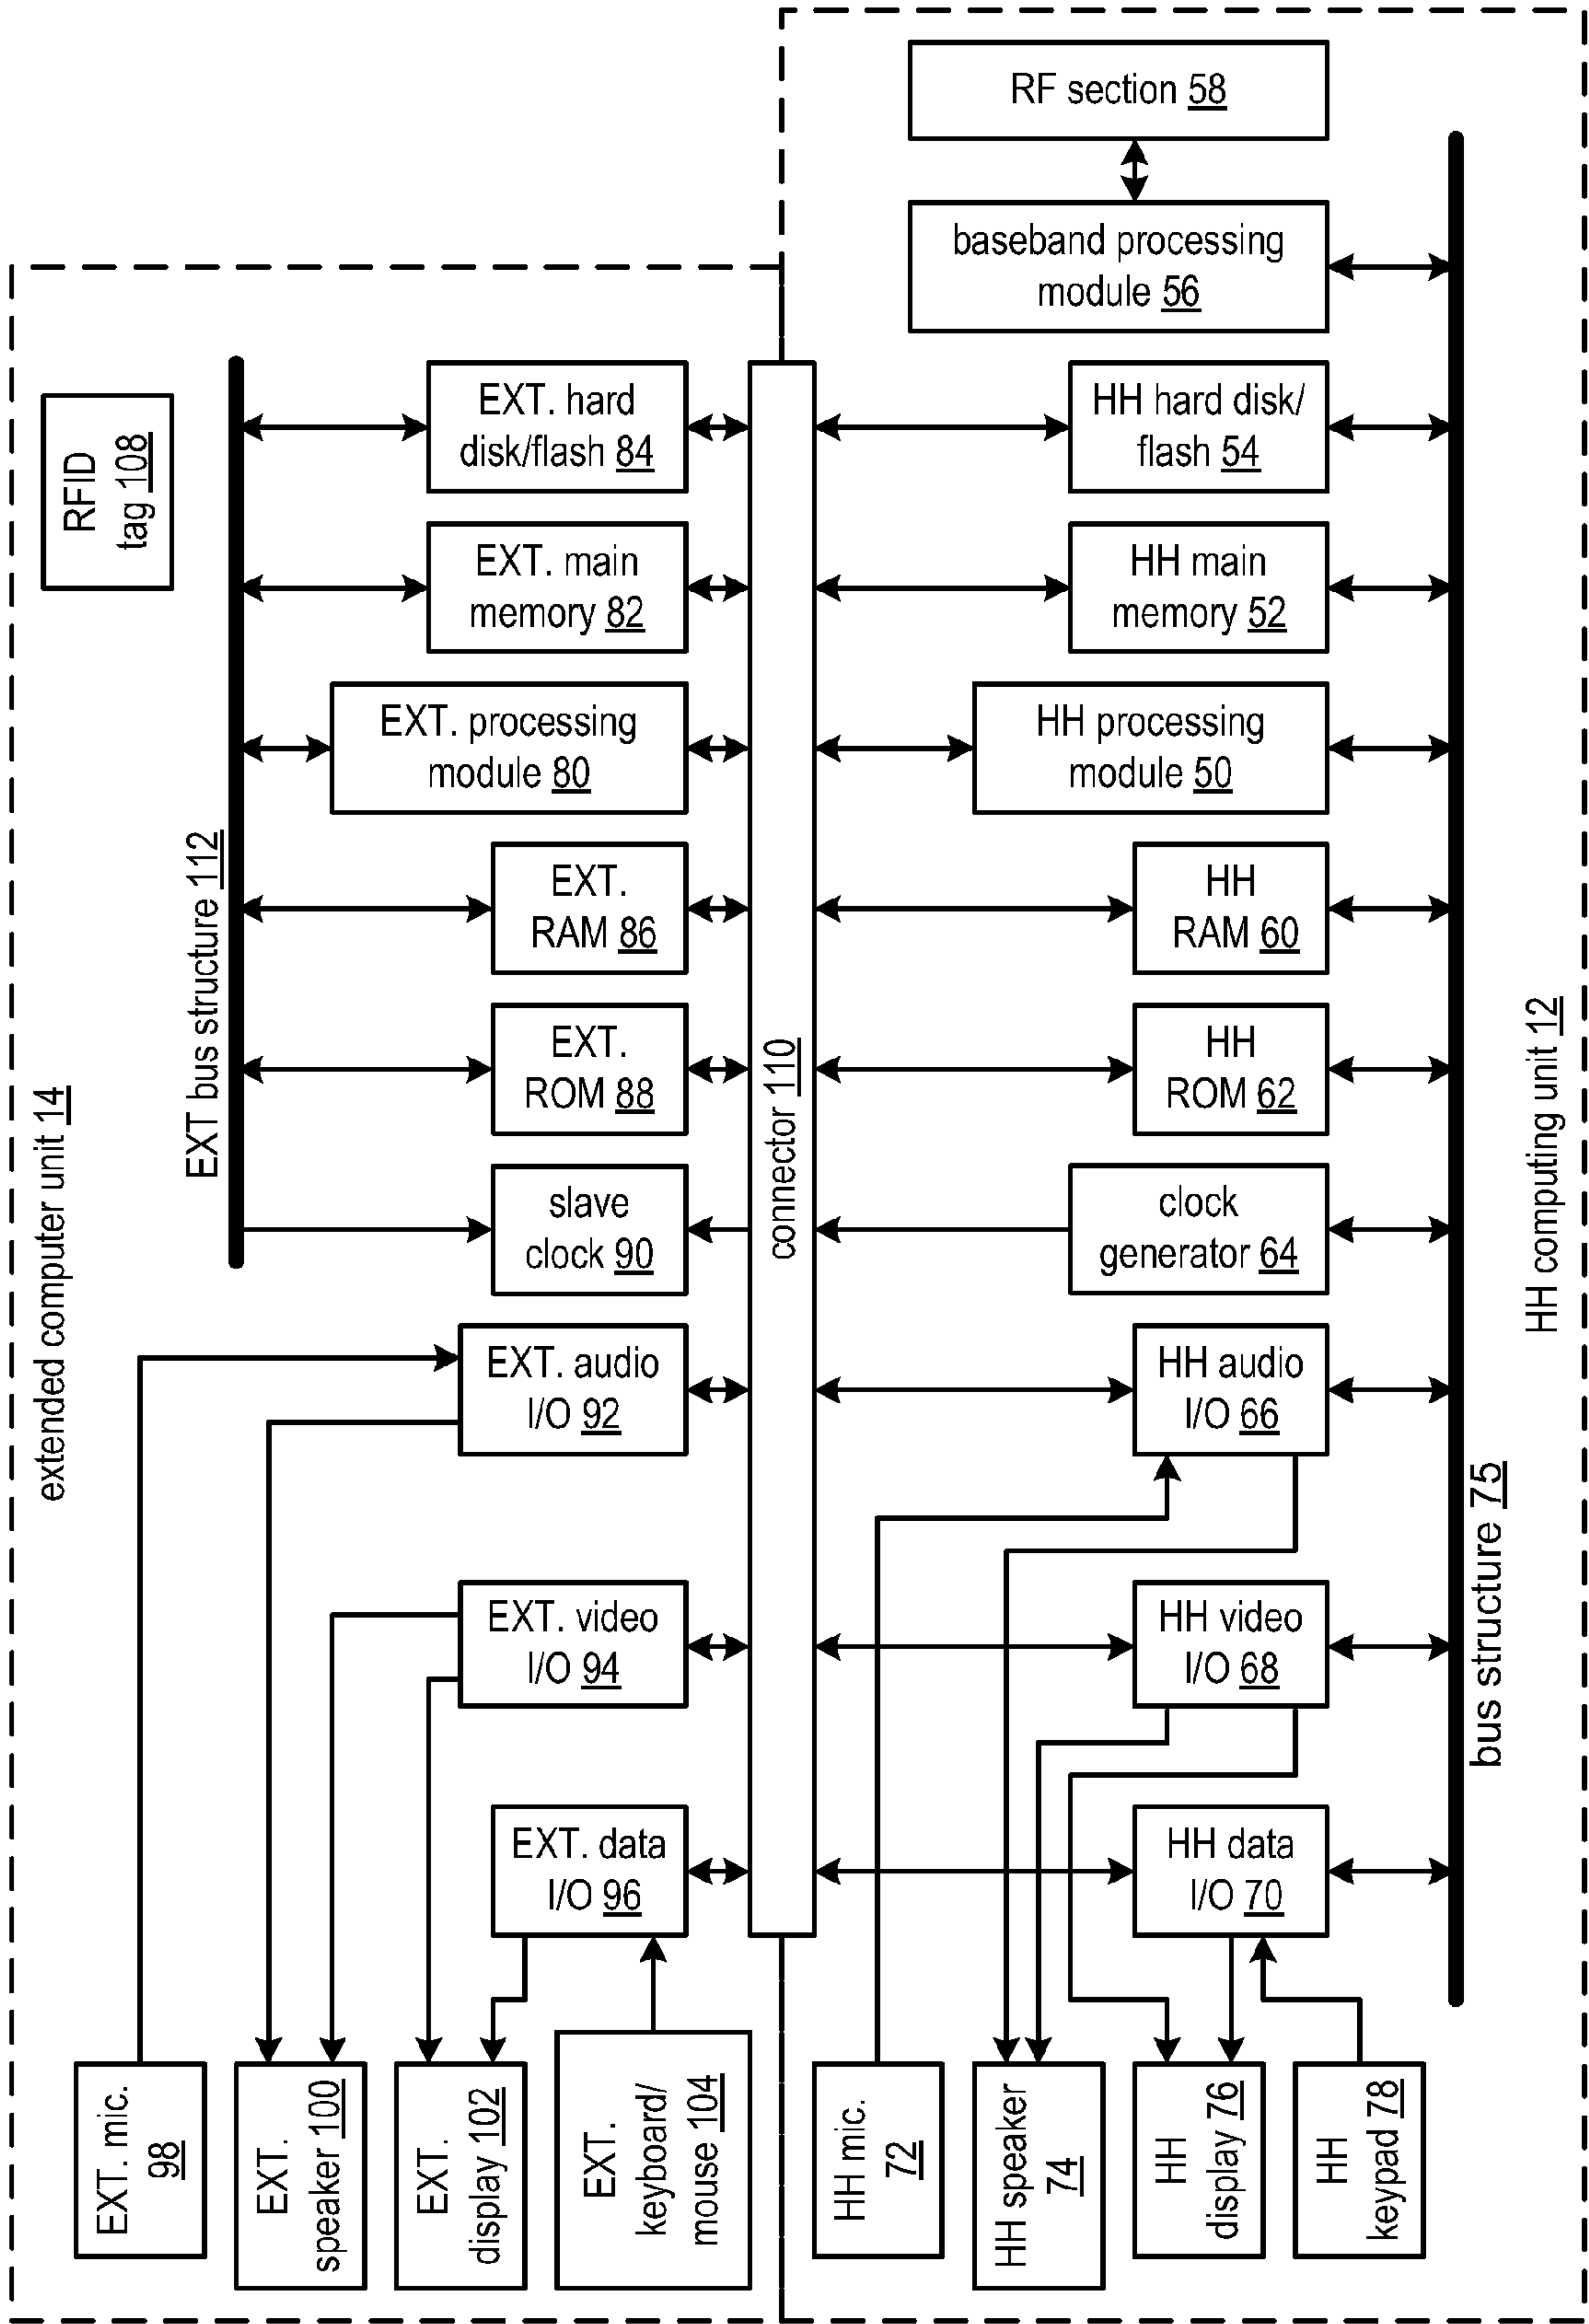 RF section 58
baseband processing
module 56
RFID
tag 108
EXT. hard
disk/flash 84
HH hard disk/
flash 54
EXT. main
memory 82
HH main
memory 52
EXT. processing
module 80
HH processing
module 50
EXT bus structure 112
EXT.
RAM 86
HH
RAM 60
EXT.
ROM 88
HH
ROM 62
connector 110
extended computer unit 14
HH computing unit 12
slave
clock 90
clock
generator 64
EXT. audio
I/O 92
HH audio
I/O 66
EXT. video
I/O 94
HH video
I/O 68
bus structure 75
EXT. data
I/O 96
HH data
I/O 70
EXT. mic.
98
EXT.
speaker 100
EXT.
display 102
EXT.
keyboard/
mouse 104
HH mic.
72
HH speaker
74
HH
display 76
HH
keypad 78